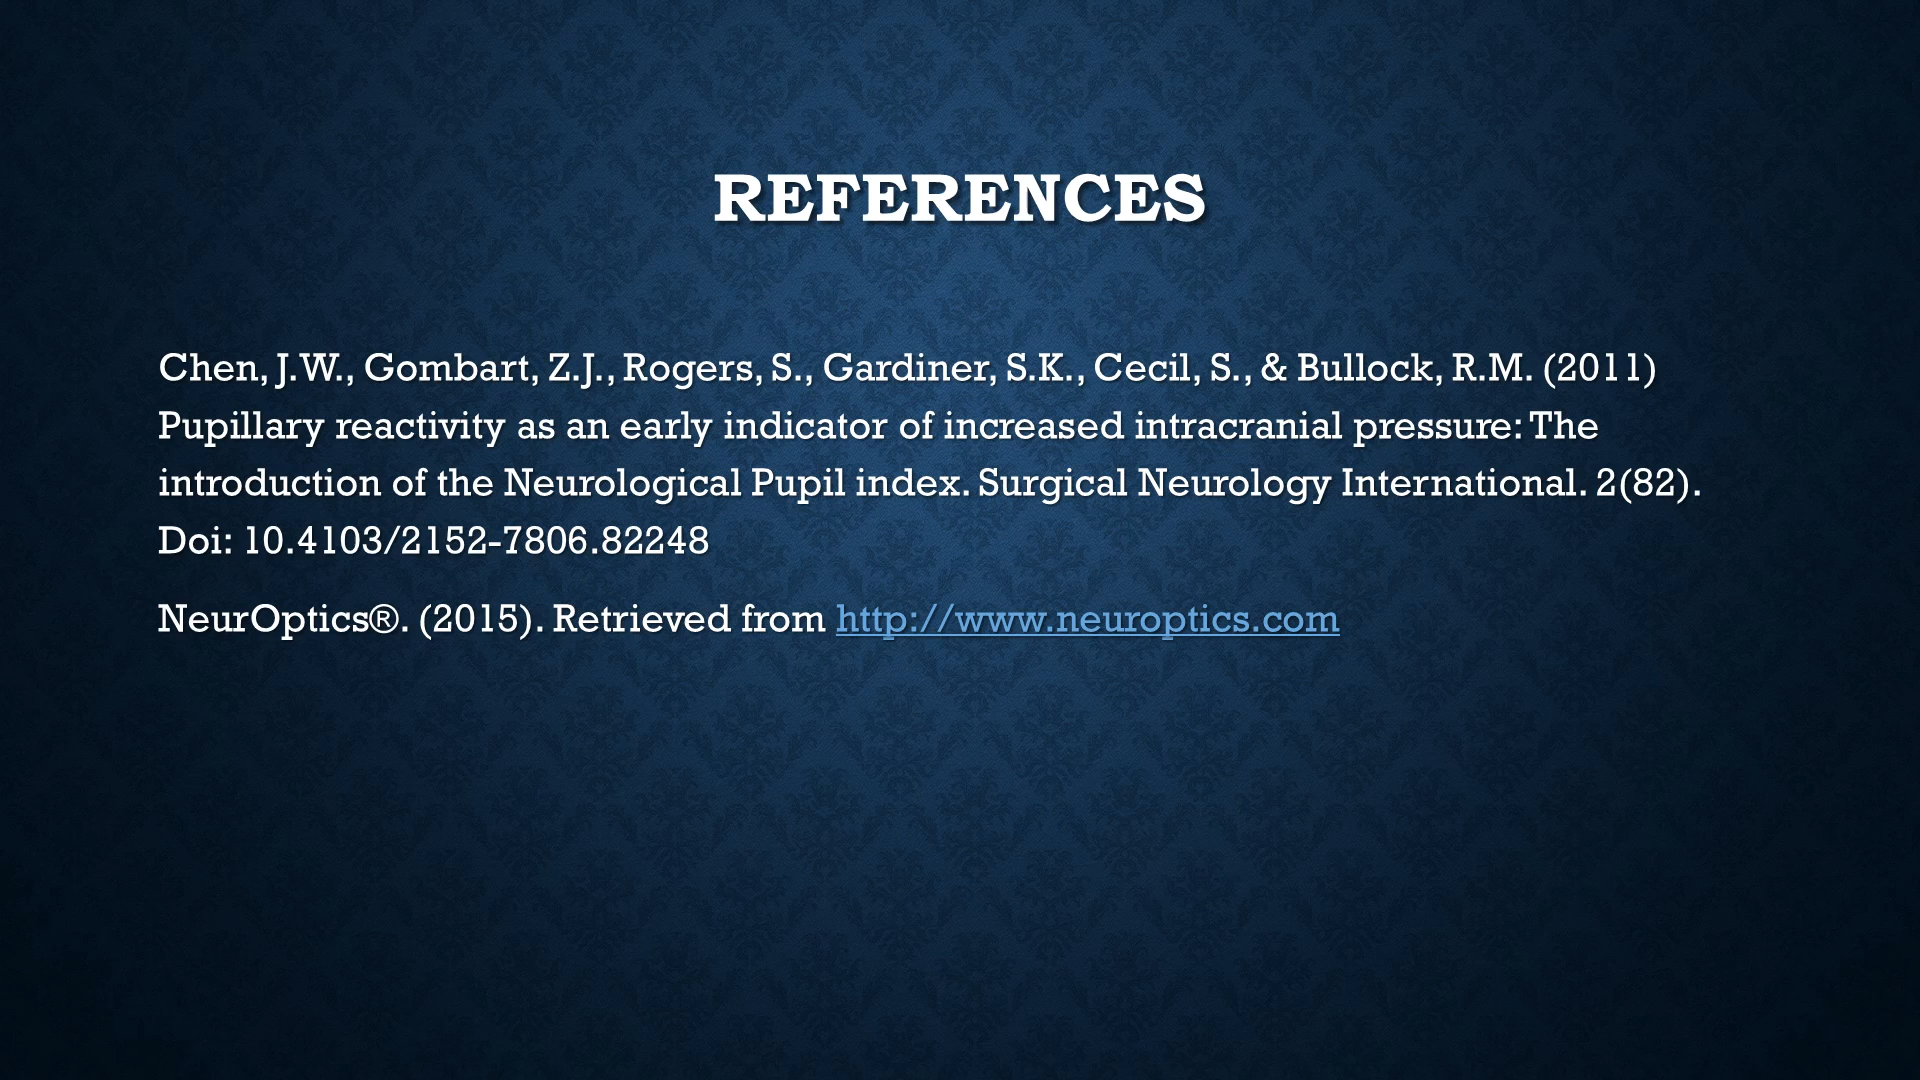 REFERENCES
Chen, J.W., Gombart, Z.J., Rogers, S., Gardiner, S.K., Cecil, S., & Bullock, R.M. (2011)
Pupillary reactivity as an early indicator of increased intracranial pressure: The
introduction of the Neurological Pupil index. Surgical Neurology International. 2(82).
Doi: 10.4103/2152-7806.82248
NeurOptics®. (2015). Retrieved from http://www.neuroptics.com